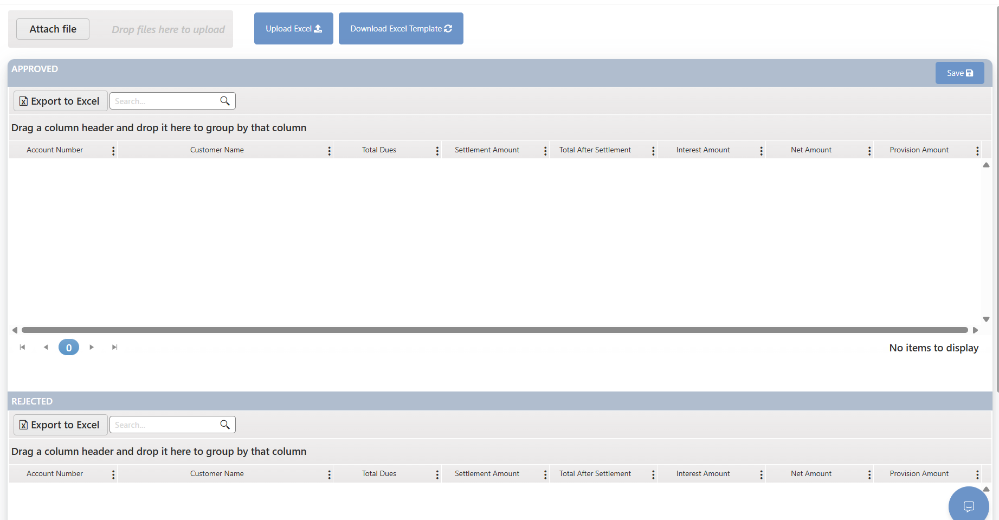 Attach file Drop files here to upload Upload Excel Download Excel Template
APPROVED Save
Export to Excel Search...
Drag a column header and drop it here to group by that column
Account Number Customer Name Total Dues Settlement Amount Total After Settlement Interest Amount Net Amount Provision Amount
0 No items to display
REJECTED
Export to Excel Search...
Drag a column header and drop it here to group by that column
Account Number Customer Name Total Dues Settlement Amount Total After Settlement Interest Amount Net Amount Provision Amount